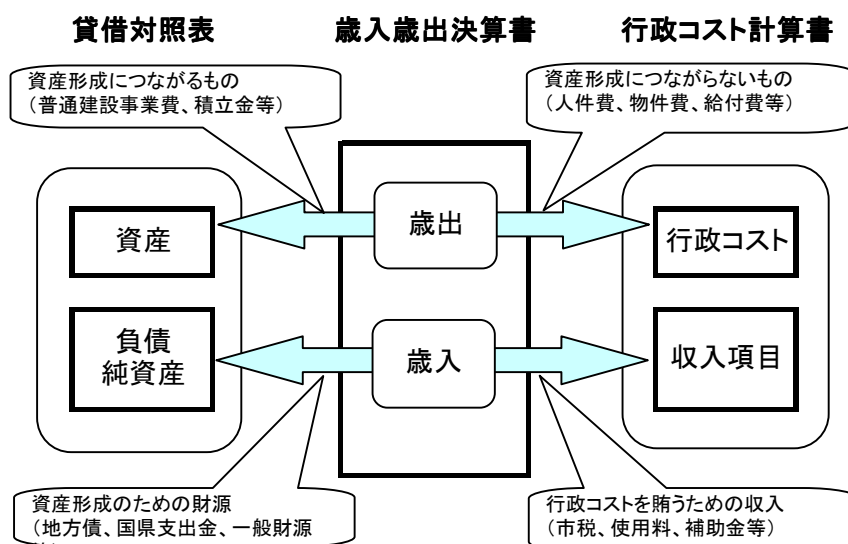 貸借対照表
歳入歳出決算書
行政コスト計算書
資産形成につながるもの
（普通建設事業費、積立金等）
資産形成につながらないもの
（人件費、物件費、給付費等）
歳出
資産
行政コスト
負債
純資産
歳入
収入項目
資産形成のための財源
（地方債、国県支出金、一般財源
行政コストを賄うための収入
（市税、使用料、補助金等）